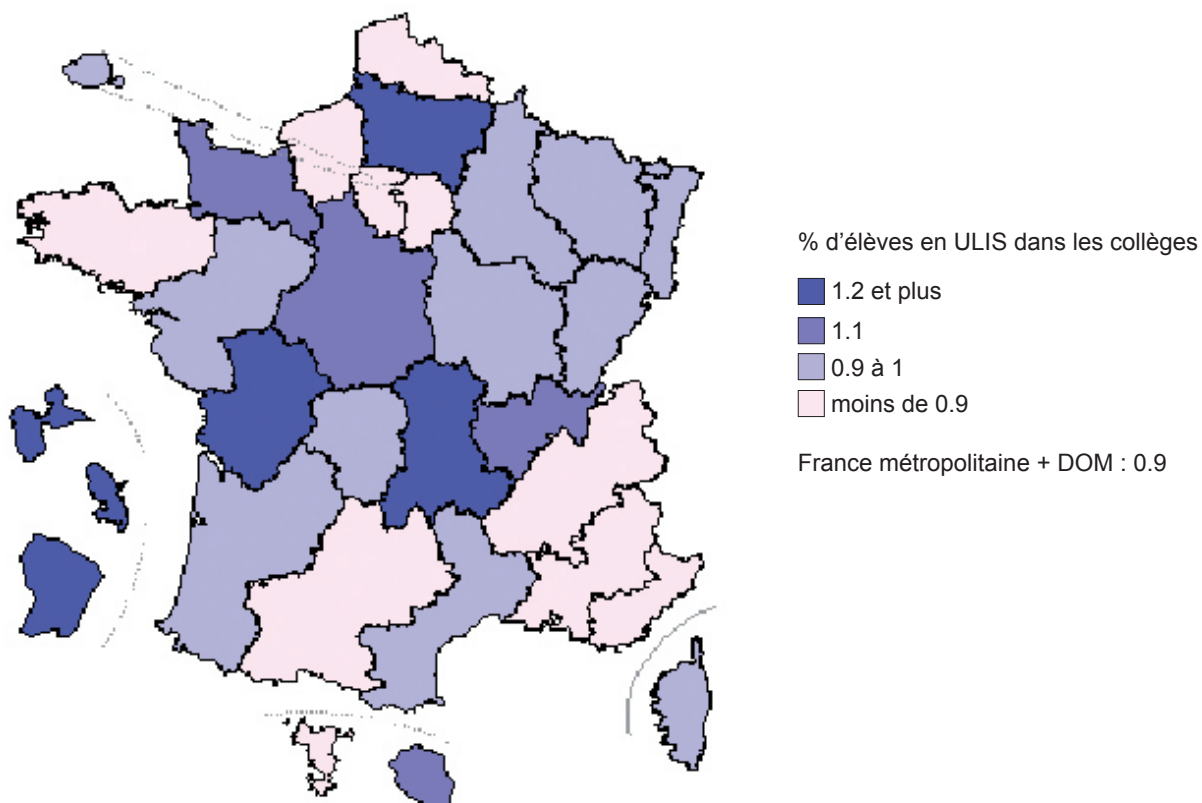 % d’élèves en ULIS dans les collèges
1.2 et plus
1.1
0.9 à 1
moins de 0.9
France métropolitaine + DOM : 0.9